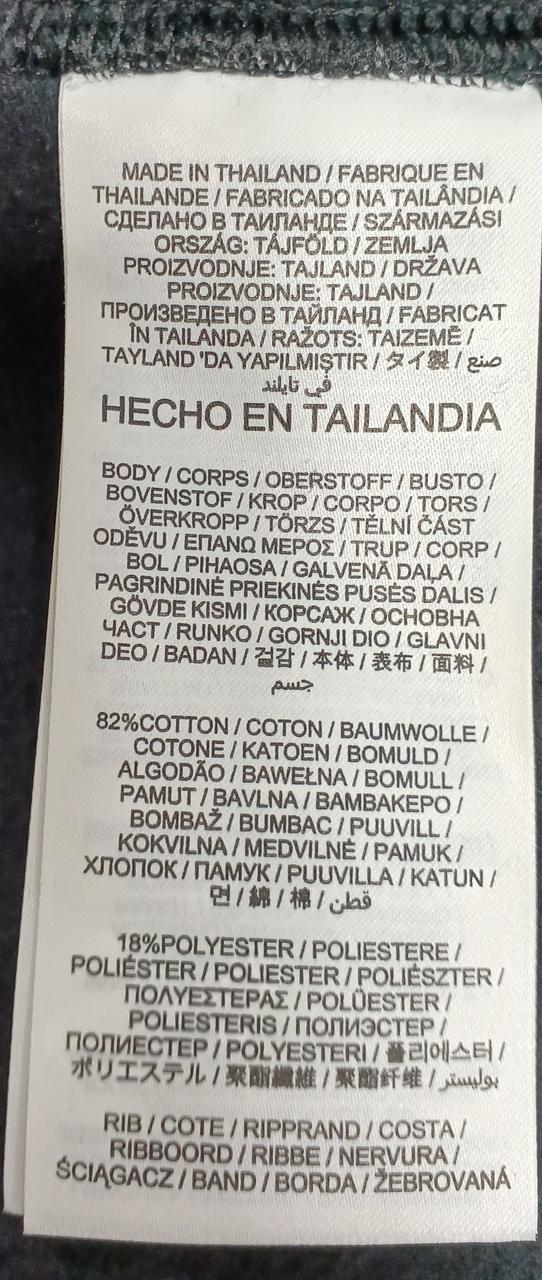 MADE IN THAILAND / FABRIQUE EN
THAILANDE / FABRICADO NA TAILÂNDIA /
СДЕЛАНО В ТАИЛАНДЕ / SZÁRMAZÁSI
ORSZÁG: TÁJFÖLD / ZEMLJA
PROIZVODNJE: TAJLAND / DRŽAVA
PROIZVODNJE: TAJLAND /
ПРОИЗВЕДЕНО В ТАЙЛАНД / FABRICAT
ÎN TAILANDA / RAŽOTS: TAIZEMĒ /
TAYLAND 'DA YAPILMIŞTIR / タイ製 / صنع
في تايلند
HECHO EN TAILANDIA
BODY / CORPS / OBERSTOFF / BUSTO /
BOVENSTOF / KROP / CORPO / TORS /
ÖVERKROPP / TÖRZS / TĚLNÍ ČÁST
ODĚVU / ΕΠΑΝΩ ΜΕΡΟΣ / TRUP / CORP /
BOL / PIHAOSA / GALVENĀ DAĻA /
PAGRINDINĖ PRIEKINĖS PUSĖS DALIS /
GÖVDE KISMI / КОРСАЖ / ОСНОВНА
ЧАСТ / RUNKO / GORNJI DIO / GLAVNI
DEO / BADAN / 겉감 / 本体 / 表布 / 面料 /
جسم
82%COTTON / COTON / BAUMWOLLE /
COTONE / KATOEN / BOMULD /
ALGODÃO / BAWEŁNA / BOMULL /
PAMUT / BAVLNA / ΒΑΜΒΑΚΕΡΟ /
BOMBAŽ / BUMBAC / PUUVILL /
KOKVILNA / MEDVILNĖ / PAMUK /
ХЛОПОК / ПАМУК / PUUVILLA / KATUN /
면 / 綿 / 棉 / قطن
18%POLYESTER / POLIESTERE /
POLIÉSTER / POLIESTER / POLIÉSZTER /
ΠΟΛΥΕΣΤΕΡΑΣ / POLÜESTER /
POLIESTERIS / ПОЛИЭСТЕР /
ПОЛИЕСТЕР / POLYESTERI / 폴리에스터 /
ポリエステル / 聚酯纖維 / 聚酯纤维 / بوليستر
RIB / COTE / RIPPRAND / COSTA /
RIBBOORD / RIBBE / NERVURA /
ŚCIĄGACZ / BAND / BORDA / ŽEBROVANÁ